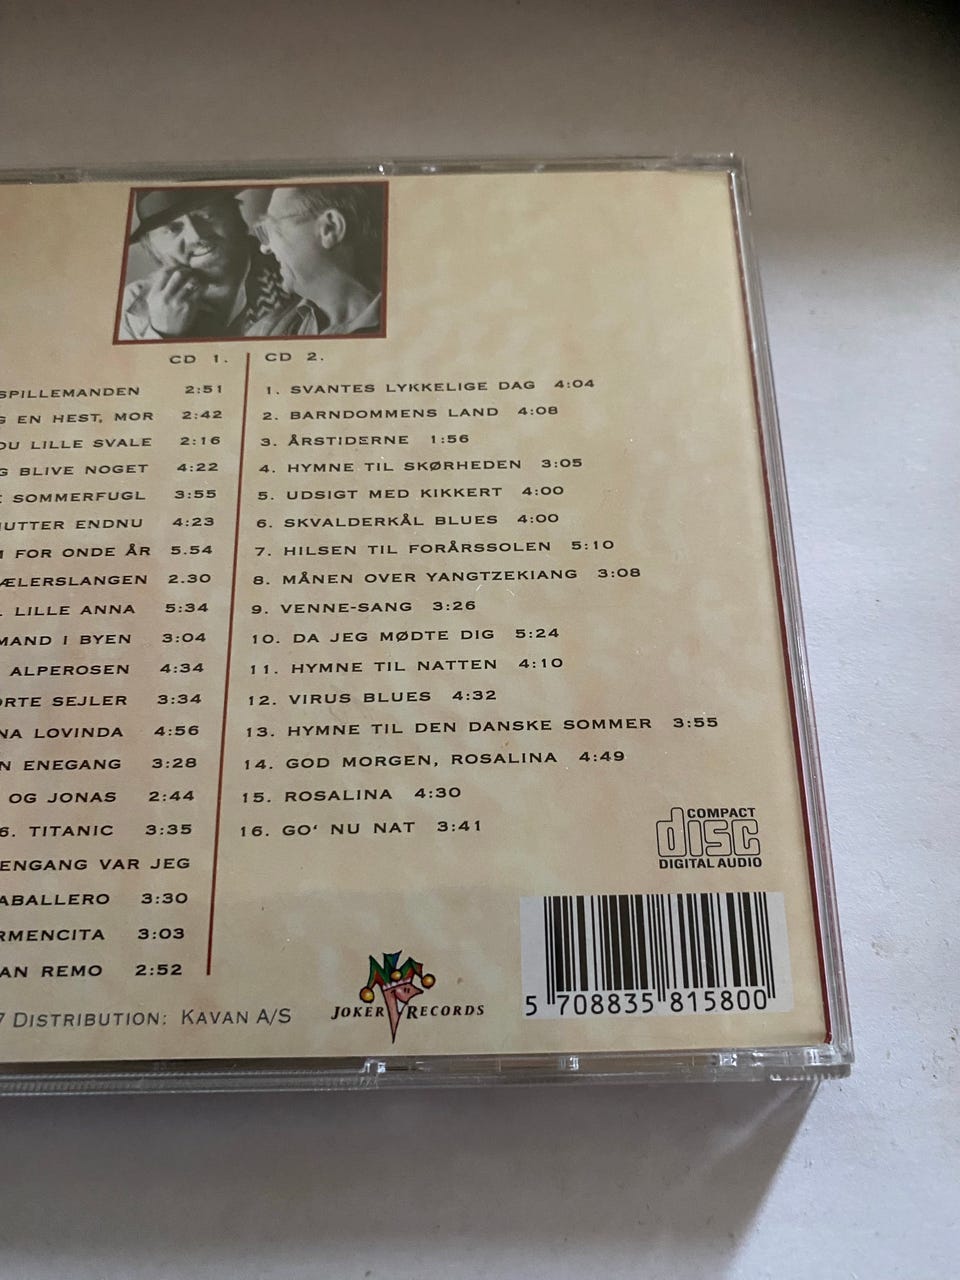 CD 1.
SPILLEMANDEN 2:51
EN HEST, MOR 2:42
DU LILLE SVALE 2:16
BLIVE NOGET 4:22
SOMMERFUGL 3:55
ENDNU 4:23
FOR ONDE ÅR 5.54
2.30
LILLE ANNA 5:34
MAND I BYEN 3:04
ALPEROSEN 4:34
SEJLER 3:34
LOVINDA 4:56
ENEGANG 3:28
OG JONAS 2:44
6. TITANIC 3:35
ENGANG VAR JEG
3:30
3:03
REMO 2:52
CD 2.
1. SVANTES LYKKELIGE DAG 4:04
2. BARNDOMMENS LAND 4:08
3. ÅRSTIDERNE 1:56
4. HYMNE TIL SKØRHEDEN 3:05
5. UDSIGT MED KIKKERT 4:00
6. SKVALDERKÅL BLUES 4:00
7. HILSEN TIL FORÅRSSOLEN 5:10
8. MÅNEN OVER YANGTZEKIANG 3:08
9. VENNE-SANG 3:26
10. DA JEG MØDTE DIG 5:24
11. HYMNE TIL NATTEN 4:10
12. VIRUS BLUES 4:32
13. HYMNE TIL DEN DANSKE SOMMER 3:55
14. GOD MORGEN, ROSALINA 4:49
15. ROSALINA 4:30
16. GO' NU NAT 3:41
COMPACT
disc
DIGITAL AUDIO
7 DISTRIBUTION: KAVAN A/S
JOKER RECORDS
5 708835 815800